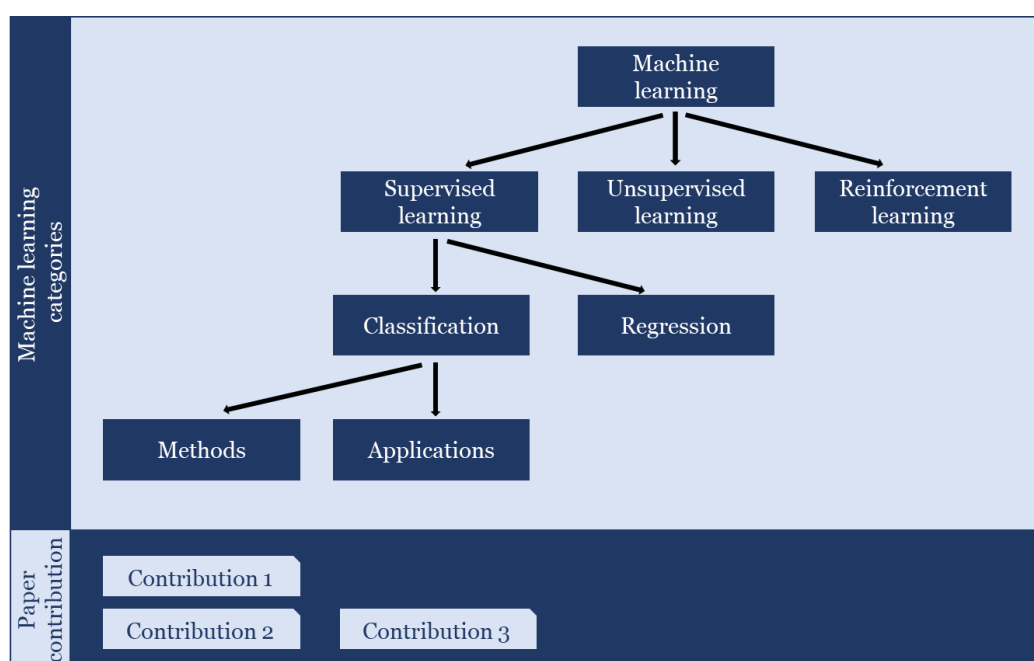 Machine learning
categories
Machine
learning
Supervised
learning
Unsupervised
learning
Reinforcement
learning
Classification
Regression
Methods
Applications
Paper
contribution
Contribution 1
Contribution 2
Contribution 3